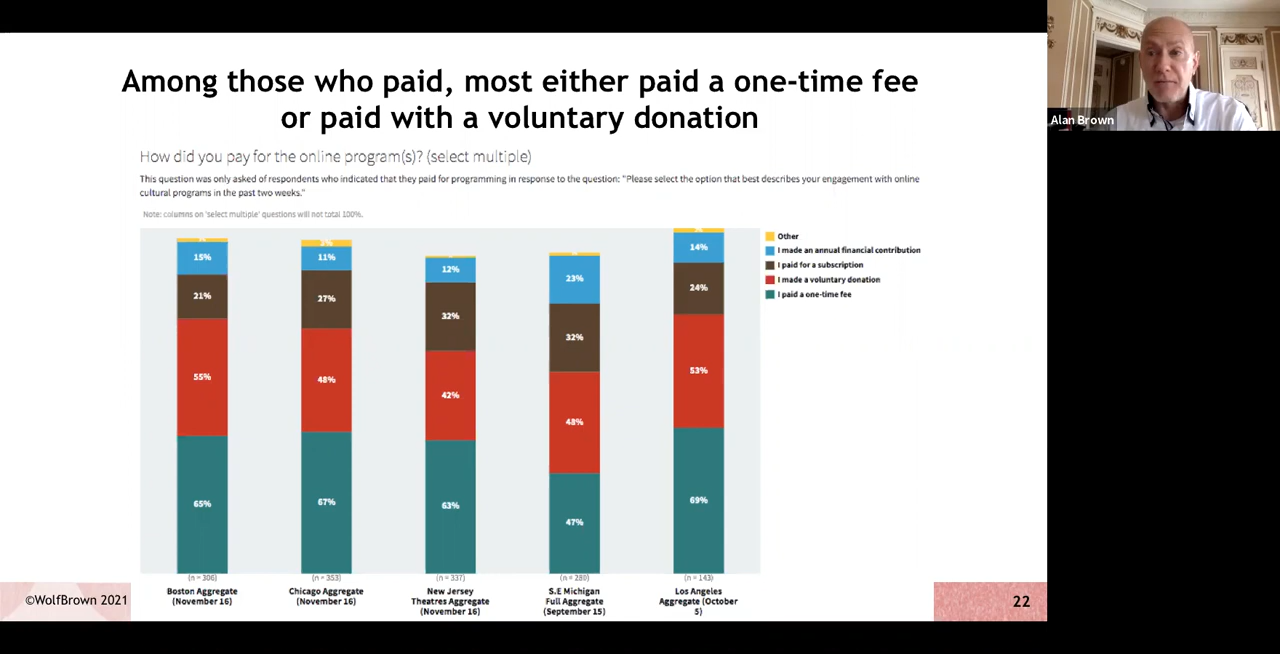 Alan Brown
Among those who paid, most either paid a one-time fee
or paid with a voluntary donation
How did you pay for the online program(s)? (select multiple)
This question was only asked of respondents who indicated that they paid for programming in response to the question: "Please select the option that best describes your engagement with online
cultural programs in the past two weeks."
Note: columns on 'select multiple' questions will not total 100%.
Other
I made an annual financial contribution
I paid for a subscription
I made a voluntary donation
I paid a one-time fee
15%
21%
55%
65%
3%
11%
27%
48%
67%
12%
32%
42%
63%
23%
32%
48%
47%
14%
24%
53%
69%
(n = 306)
(n = 353)
(n = 337)
(n = 280)
(n = 143)
Boston Aggregate
(November 16)
Chicago Aggregate
(November 16)
New Jersey
Theatres Aggregate
(November 16)
S.E Michigan
Full Aggregate
(September 15)
Los Angeles
Aggregate (October
5)
©WolfBrown 2021
22